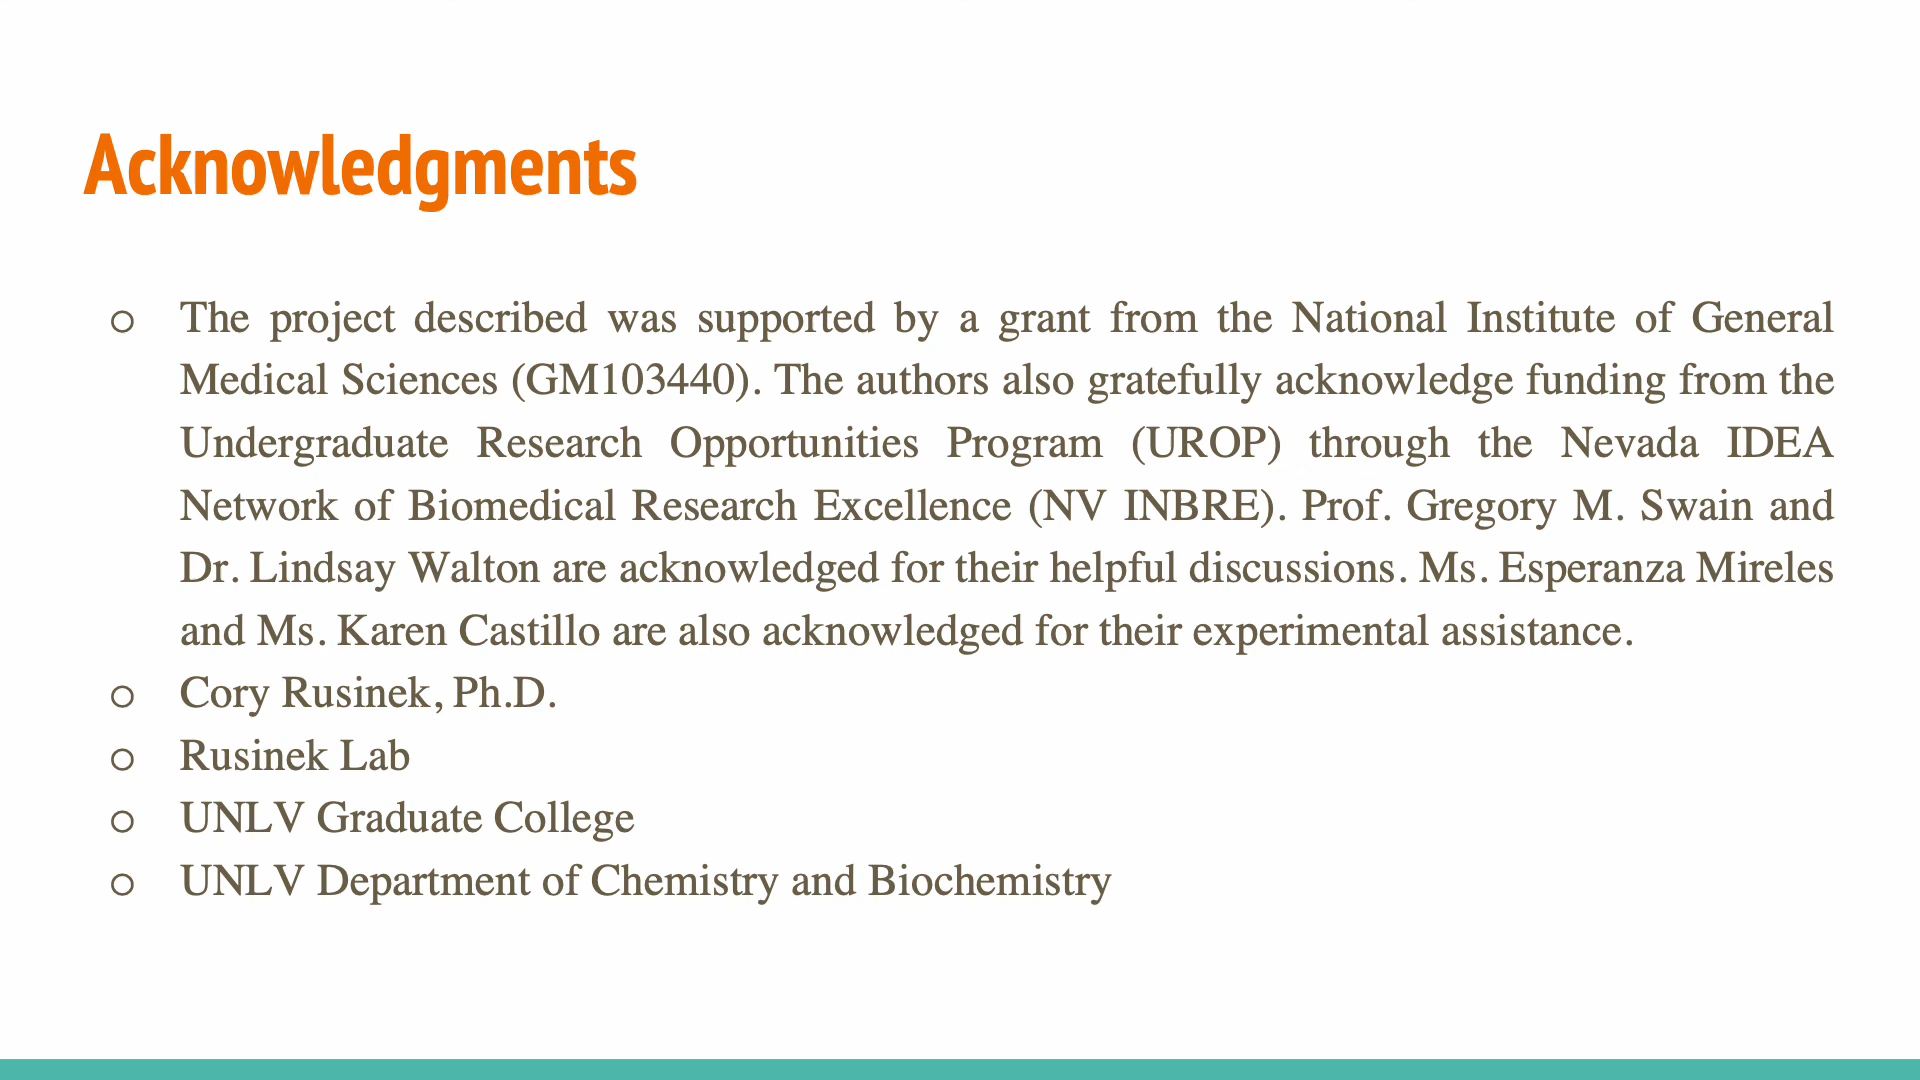 Acknowledgments
○ The project described was supported by a grant from the National Institute of General
Medical Sciences (GM103440). The authors also gratefully acknowledge funding from the
Undergraduate Research Opportunities Program (UROP) through the Nevada IDEA
Network of Biomedical Research Excellence (NV INBRE). Prof. Gregory M. Swain and
Dr. Lindsay Walton are acknowledged for their helpful discussions. Ms. Esperanza Mireles
and Ms. Karen Castillo are also acknowledged for their experimental assistance.
○ Cory Rusinek, Ph.D.
○ Rusinek Lab
○ UNLV Graduate College
○ UNLV Department of Chemistry and Biochemistry